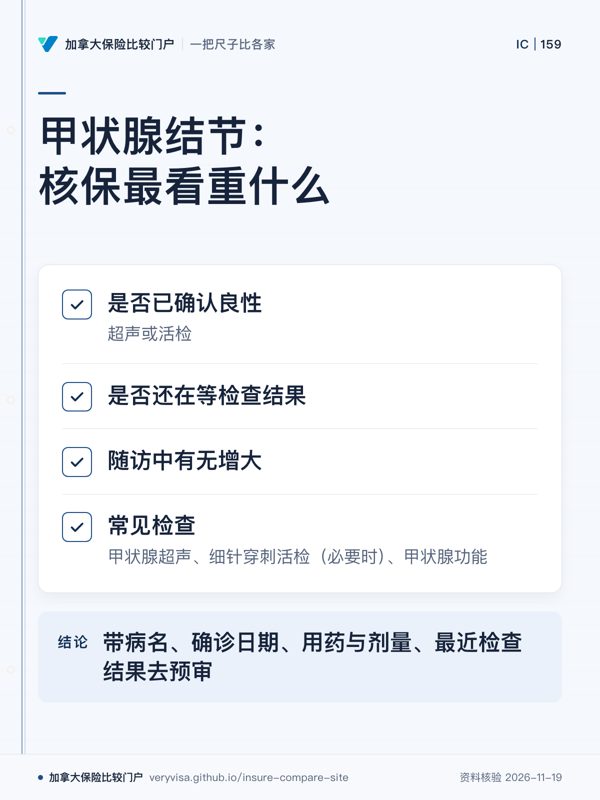 加拿大保险比较门户 | 一把尺子比各家
IC | 159
甲状腺结节：
核保最看重什么
是否已确认良性
超声或活检
是否还在等检查结果
随访中有无增大
常见检查
甲状腺超声、细针穿刺活检（必要时）、甲状腺功能
结论
带病名、确诊日期、用药与剂量、最近检查
结果去预审
加拿大保险比较门户 veryvisa.github.io/insure-compare-site
资料核验 2026-11-19